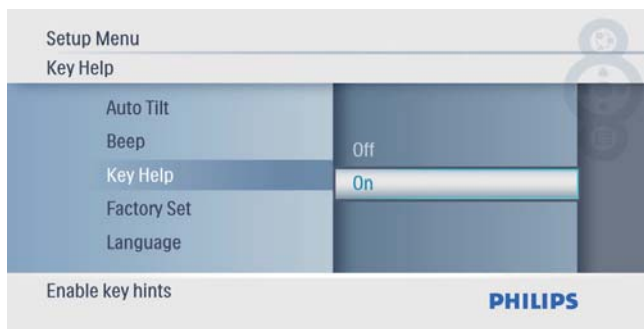 Setup Menu
Key Help
Auto Tilt
Beep
Key Help
Factory Set
Language
Off
On
Enable key hints
PHILIPS